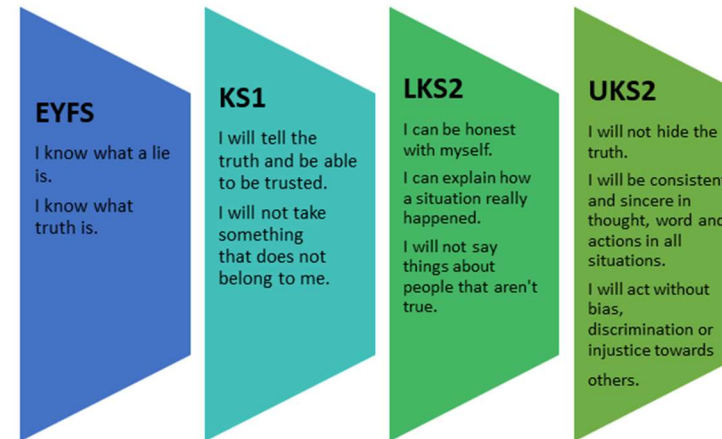 EYFS
I know what a lie
is.
I know what
truth is.
KS1
I will tell the
truth and be able
to be trusted.
I will not take
something
that does not
belong to me.
LKS2
I can be honest
with myself.
I can explain how
a situation really
happened.
I will not say
things about
people that aren't
true.
UKS2
I will not hide the
truth.
I will be consistent
and sincere in
thought, word and
actions in all
situations.
I will act without
bias,
discrimination or
injustice towards
others.